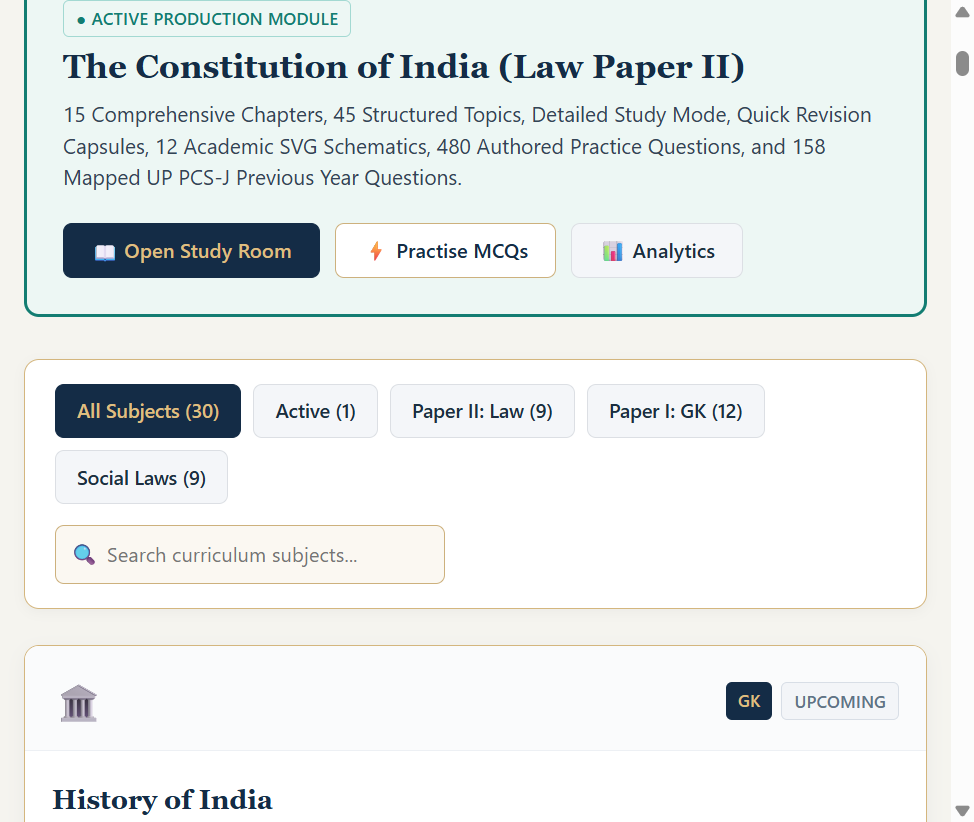 ● ACTIVE PRODUCTION MODULE
The Constitution of India (Law Paper II)
15 Comprehensive Chapters, 45 Structured Topics, Detailed Study Mode, Quick Revision
Capsules, 12 Academic SVG Schematics, 480 Authored Practice Questions, and 158
Mapped UP PCS-J Previous Year Questions.
Open Study Room
Practise MCQs
Analytics
All Subjects (30)
Active (1)
Paper II: Law (9)
Paper I: GK (12)
Social Laws (9)
Search curriculum subjects...
GK
UPCOMING
History of India